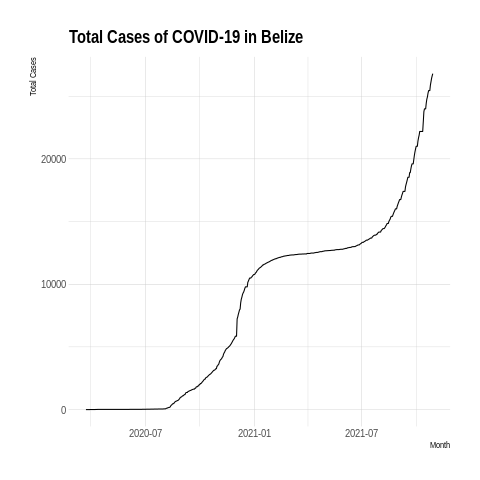 Total Cases of COVID-19 in Belize
Total Cases
20000
10000
0
2020-07
2021-01
2021-07
Month